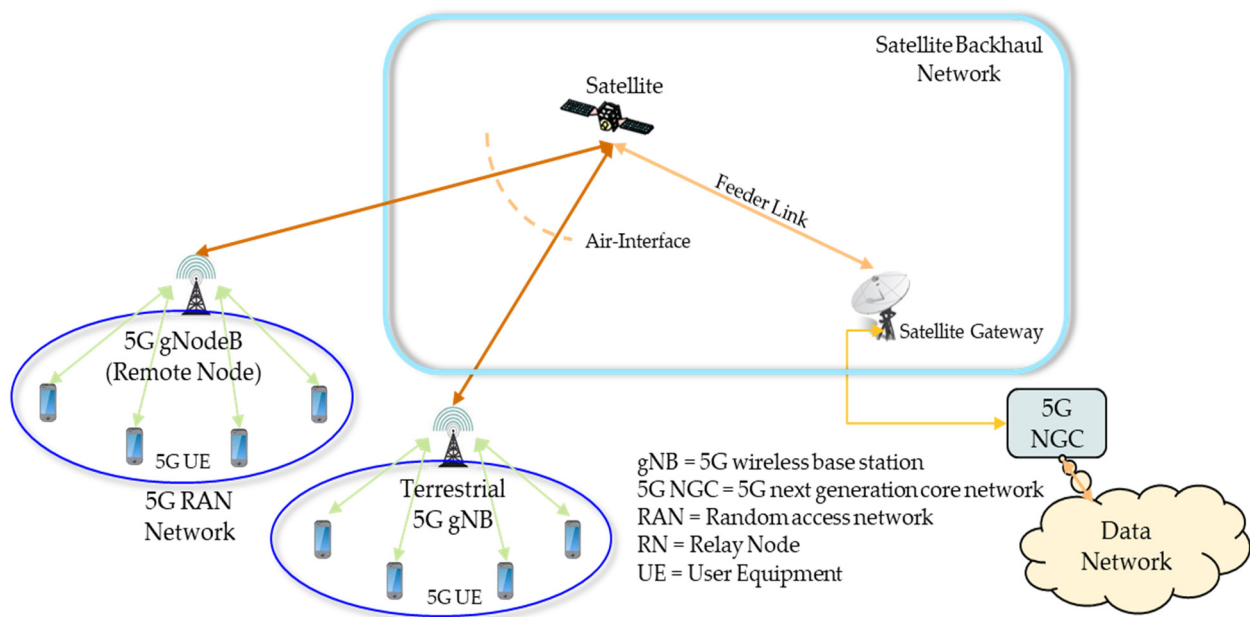 Satellite Backhaul
Network
Satellite
Feeder Link
Air-Interface
Satellite Gateway
5G gNodeB
(Remote Node)
5G UE
5G RAN
Network
Terrestrial
5G gNB
5G UE
5G
NGC
gNB = 5G wireless base station
5G NGC = 5G next generation core network
RAN = Random access network
RN = Relay Node
UE = User Equipment
Data
Network